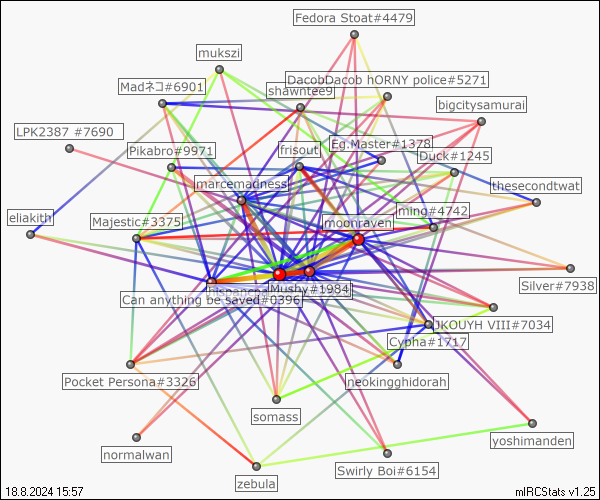 Fedora Stoat#4479
mukszi
DacobDacob hORNY police#5271
Madネコ#6901
shawntee9
bigcitysamurai
LPK2387 #7690
Pikabro#9971
frisout
Eg.Master#1378
Duck#1245
marcemadness
thesecondtwat
eliakith
Majestic#3375
moonraven
ming#4742
Silver#7938
Mushy#1984
Can anything be saved#0396
JKOUYH VIII#7034
Cypha#1717
Pocket Persona#3326
neokingghidorah
somass
normalwan
yoshimanden
Swirly Boi#6154
zebula
18.8.2024 15:57
mIRCStats v1.25